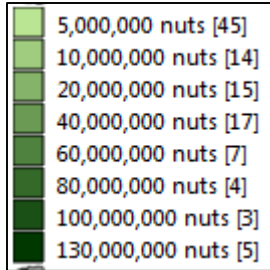 5,000,000 nuts [45]
10,000,000 nuts [14]
20,000,000 nuts [15]
40,000,000 nuts [17]
60,000,000 nuts [7]
80,000,000 nuts [4]
100,000,000 nuts [3]
130,000,000 nuts [5]